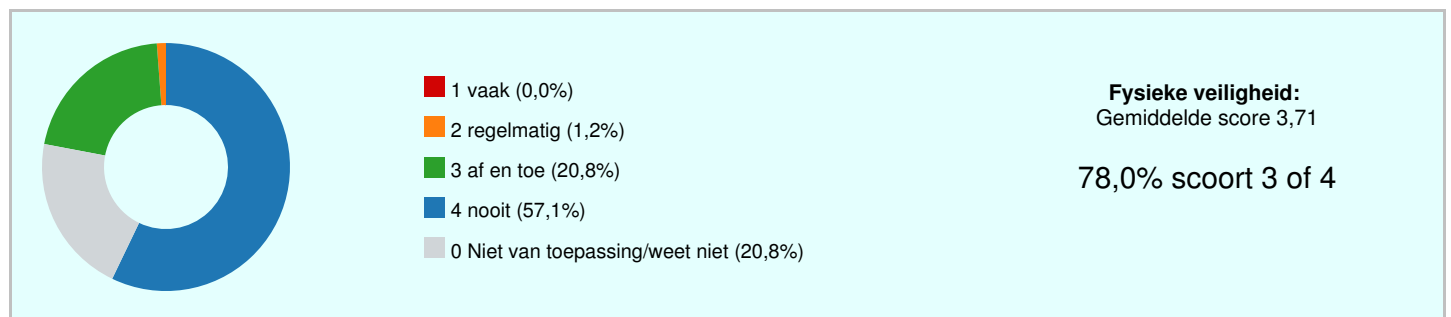 1 vaak (0,0%)
2 regelmatig (1,2%)
3 af en toe (20,8%)
4 nooit (57,1%)
0 Niet van toepassing/weet niet (20,8%)
Fysieke veiligheid:
Gemiddelde score 3,71
78,0% scoort 3 of 4